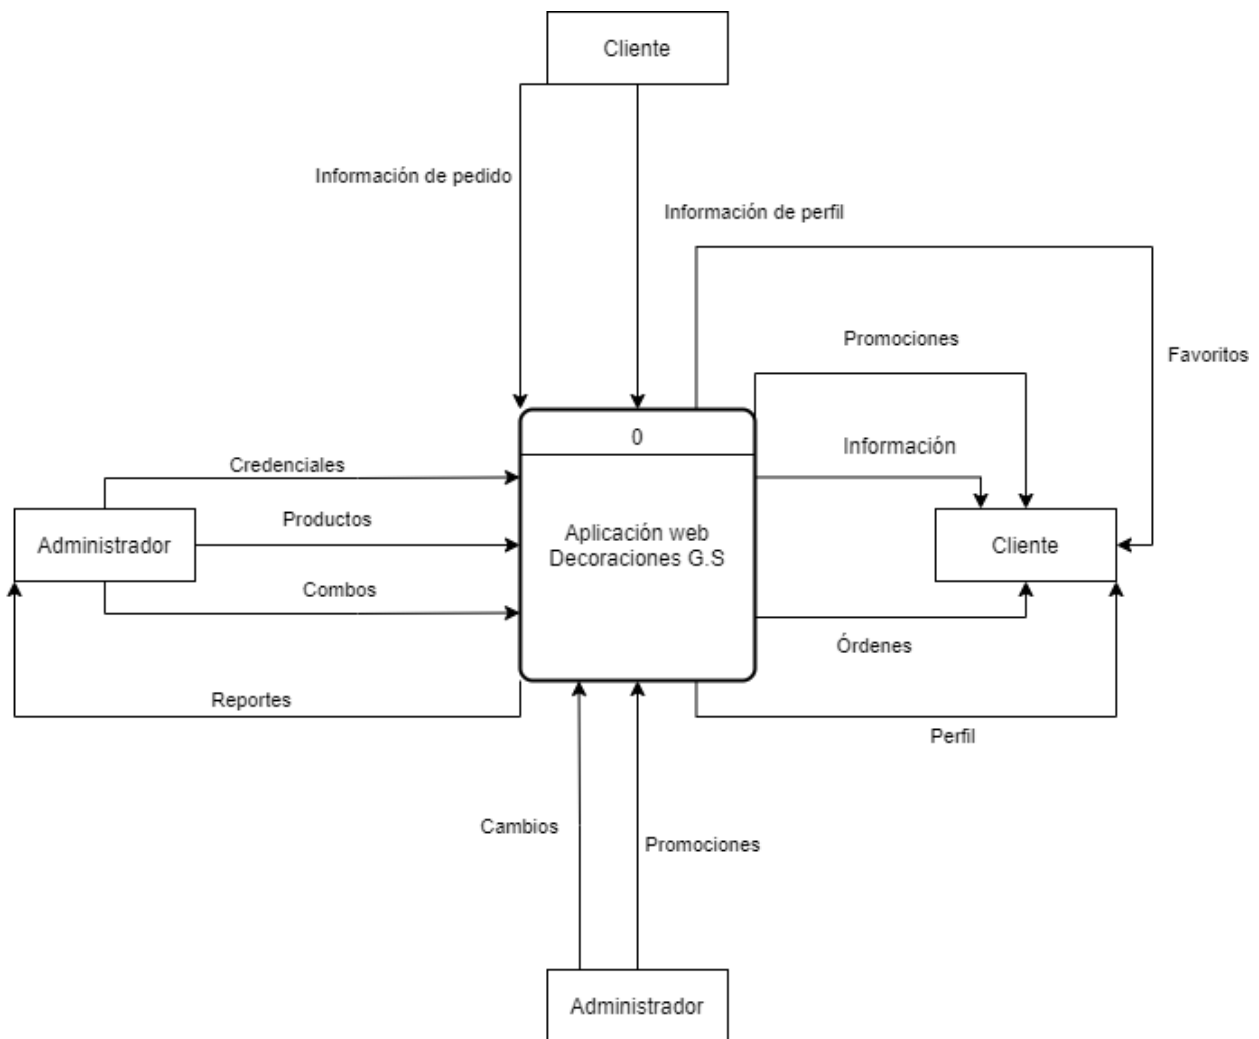 Cliente
Información de pedido
Información de perfil
Promociones
Favoritos
0
Información
Credenciales
Productos
Aplicación web
Decoraciones G.S
Administrador
Cliente
Combos
Órdenes
Reportes
Perfil
Cambios
Promociones
Administrador